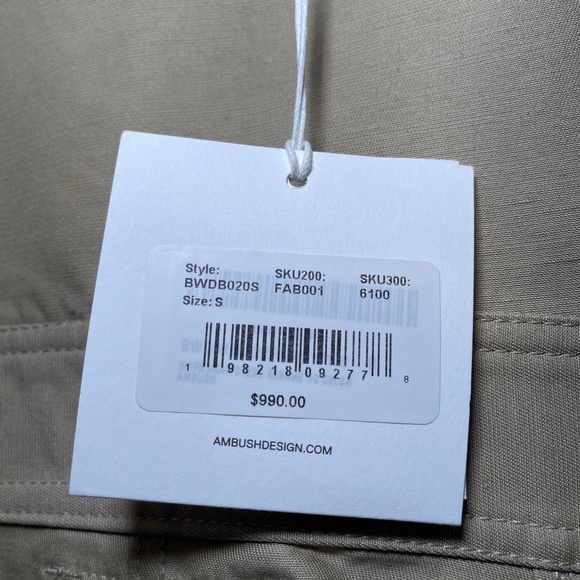 Style: SKU200: SKU300:
BWDB020S FAB001 6100
Size: S
1 98218 09277 8
$990.00
AMBUSHDESIGN.COM